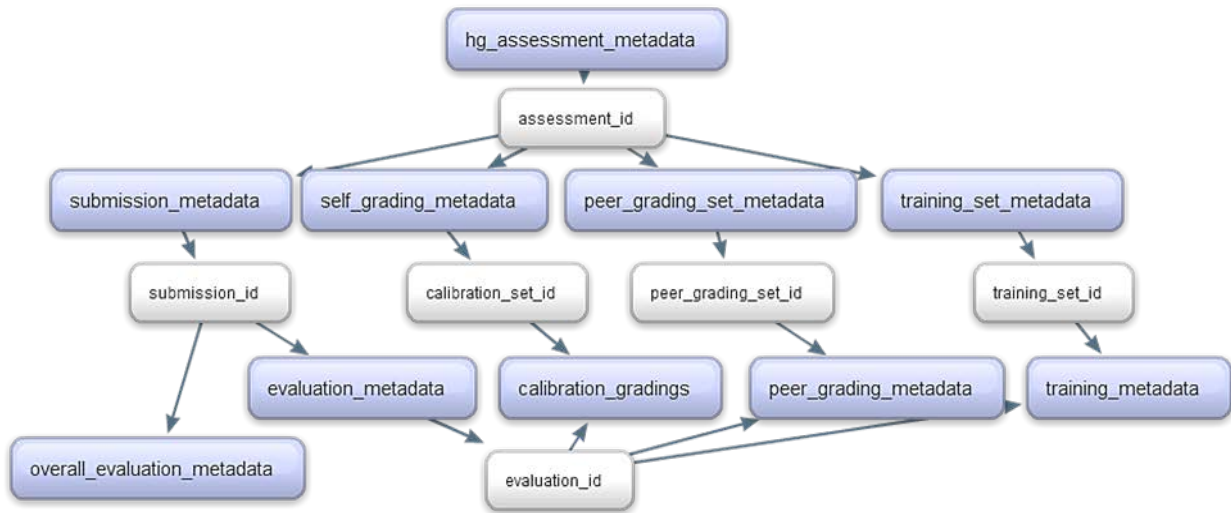 hg_assessment_metadata
assessment_id
submission_metadata
self_grading_metadata
peer_grading_set_metadata
training_set_metadata
submission_id
calibration_set_id
peer_grading_set_id
training_set_id
evaluation_metadata
calibration_gradings
peer_grading_metadata
training_metadata
overall_evaluation_metadata
evaluation_id